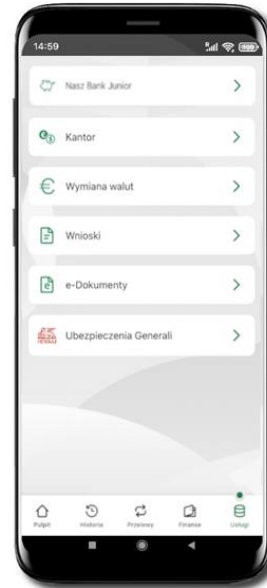 14:59
Nasz Bank Junior
Kantor
Wymiana walut
Wnioski
e-Dokumenty
Ubezpieczenia Generali
Pulpit Historia Przelewy Finanse Usługi